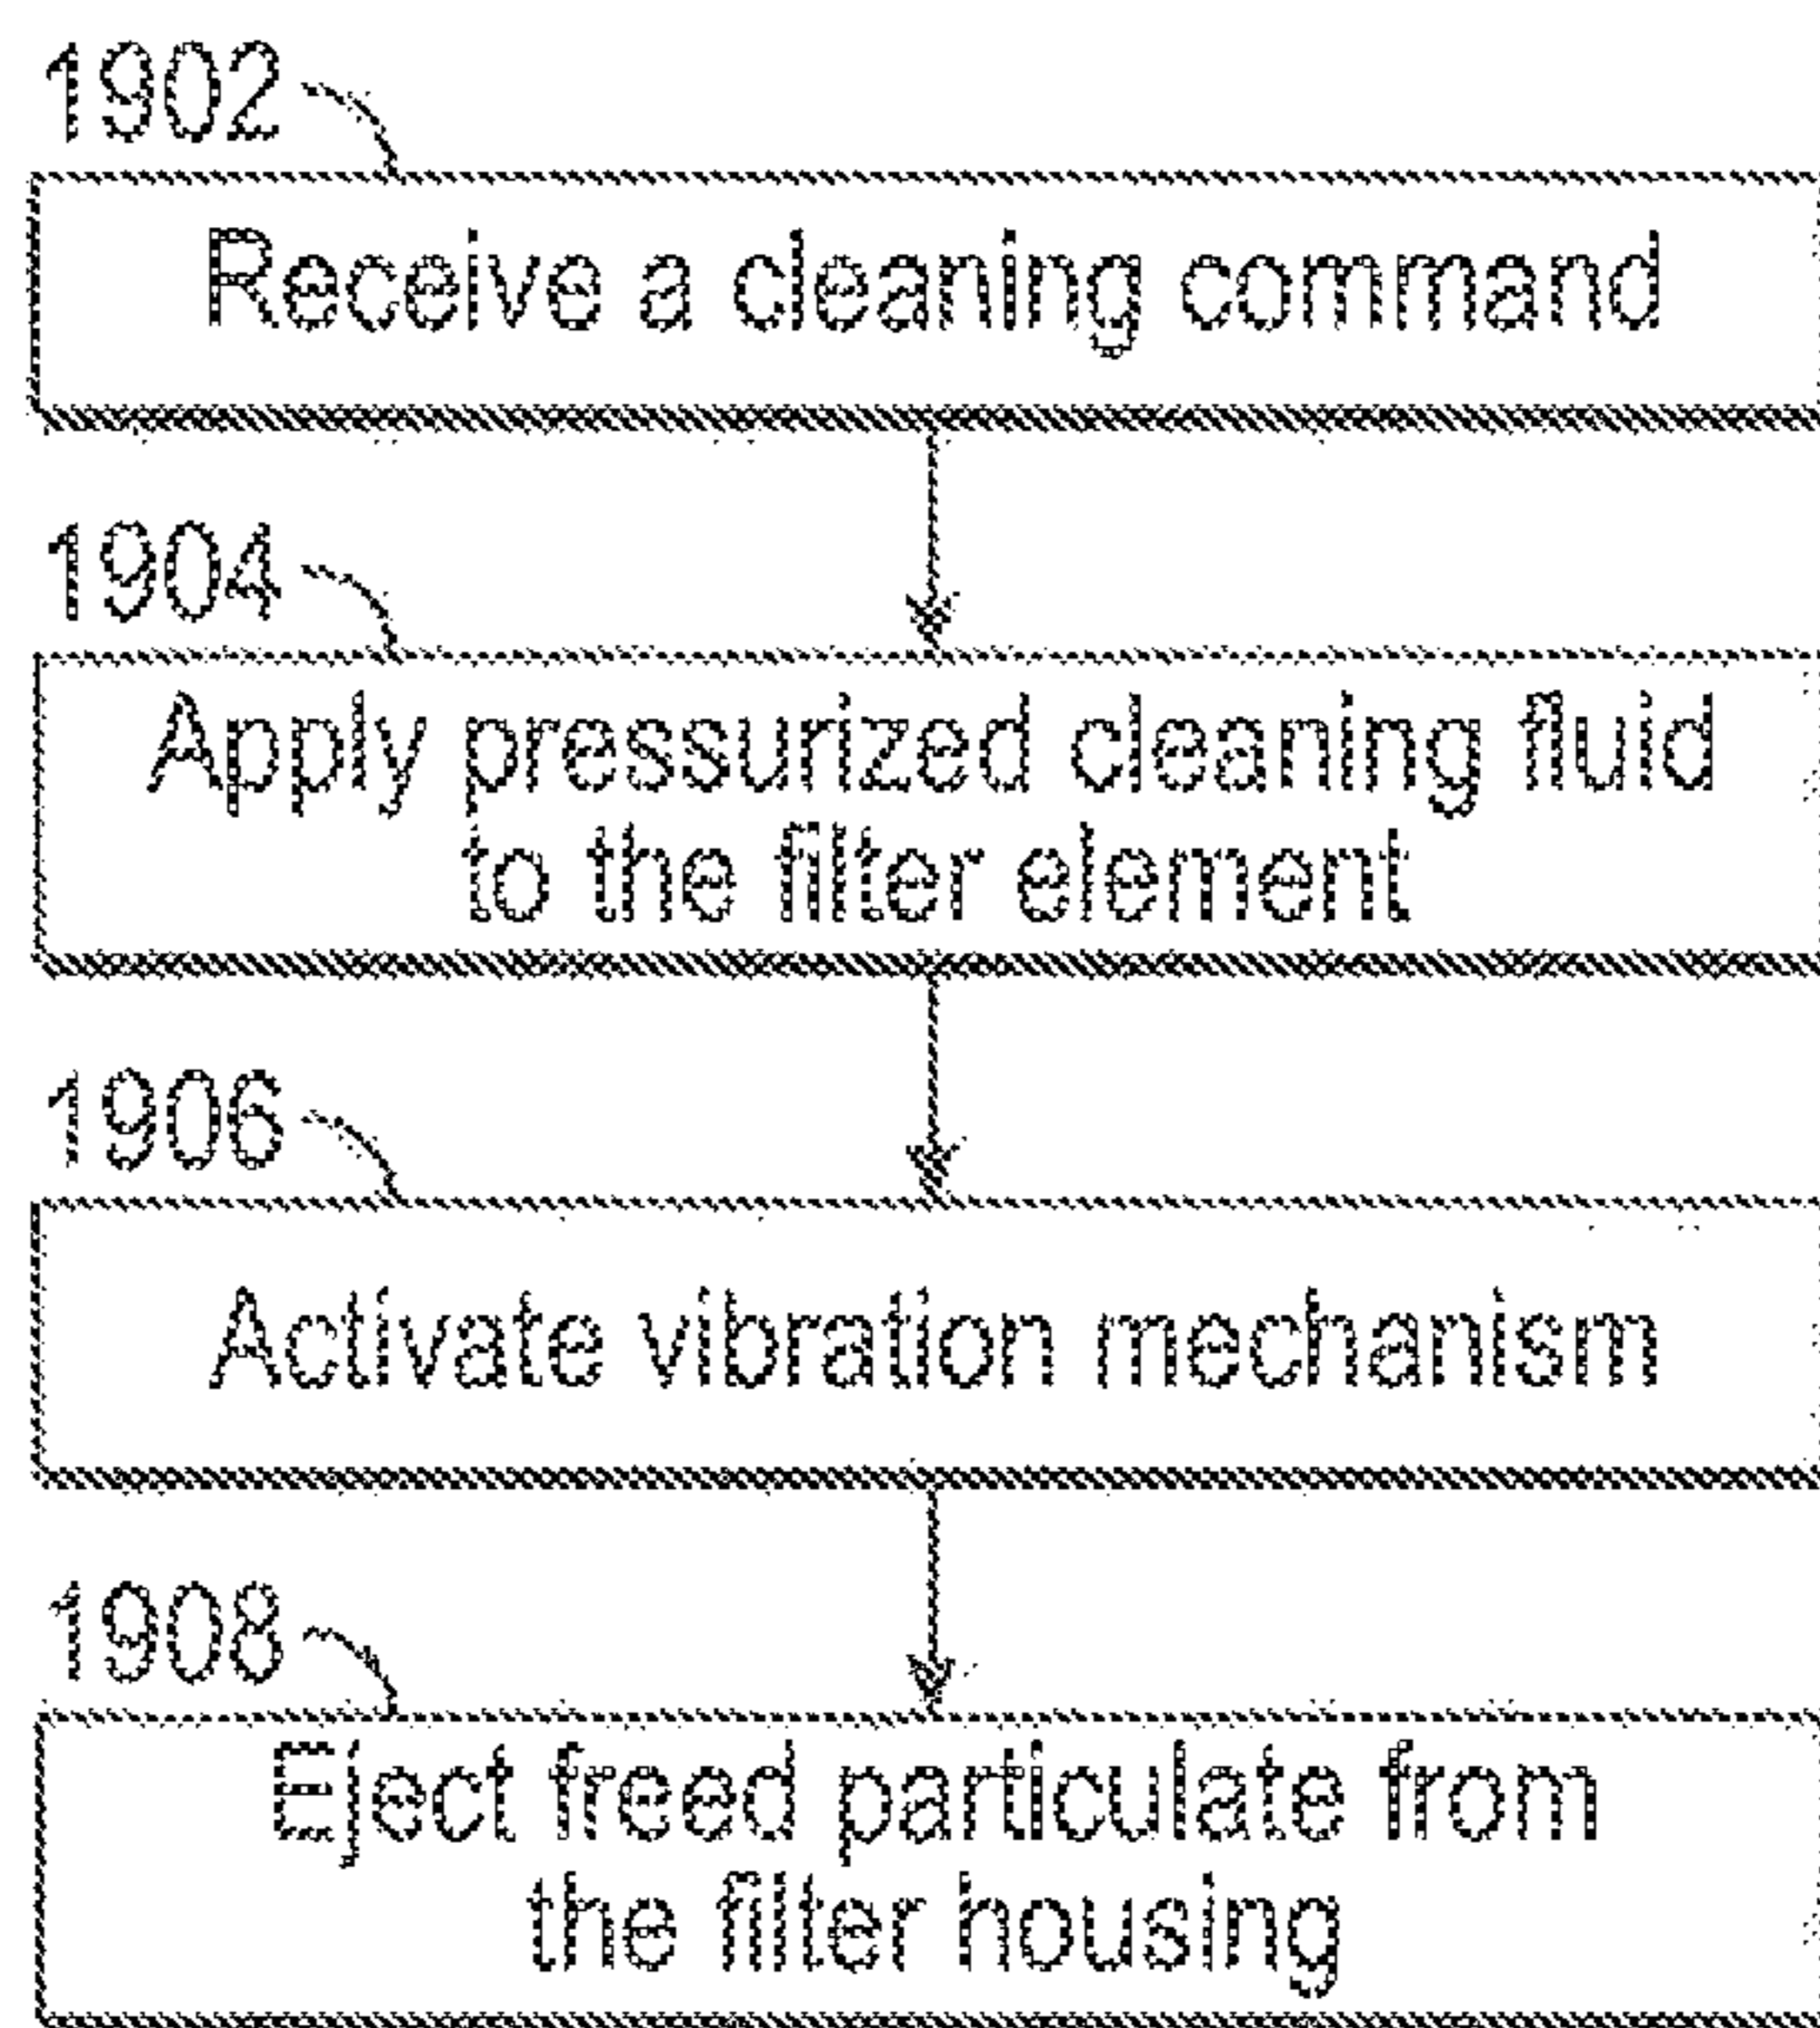 1902
Receive a cleaning command
1904
Apply pressurized cleaning fluid
to the filter element
1906
Activate vibration mechanism
1908
Eject freed particulate from
the filter housing